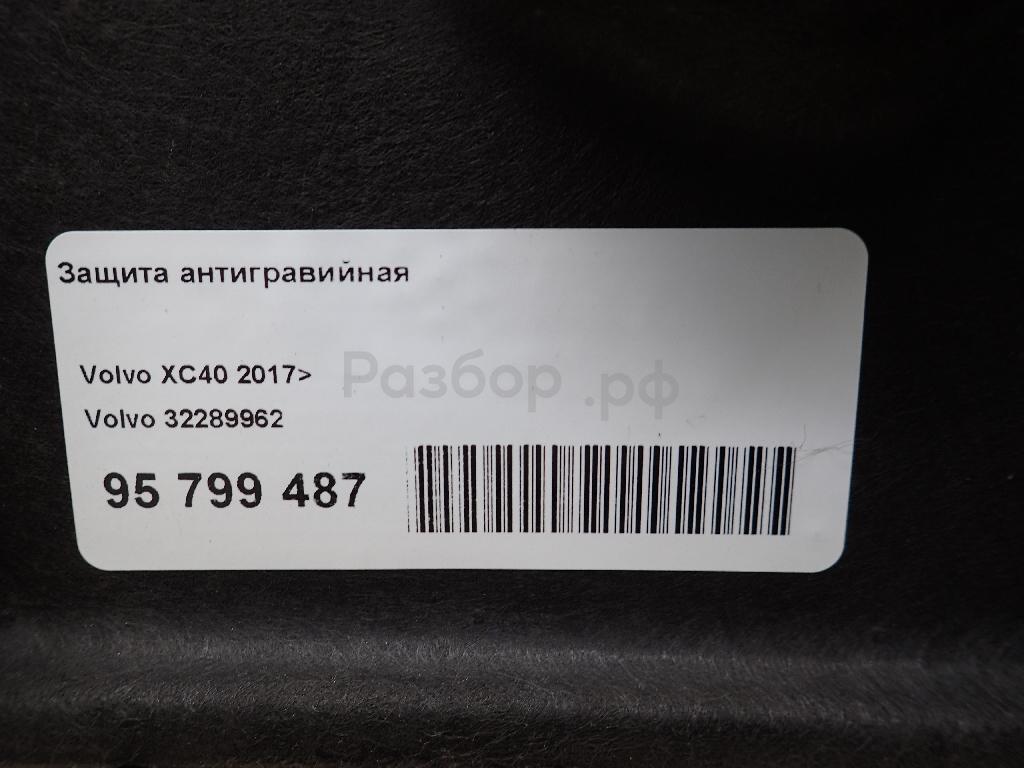 Защита антигравийная
Volvo XC40 2017>
Разбор.рф
Volvo 32289962
95 799 487